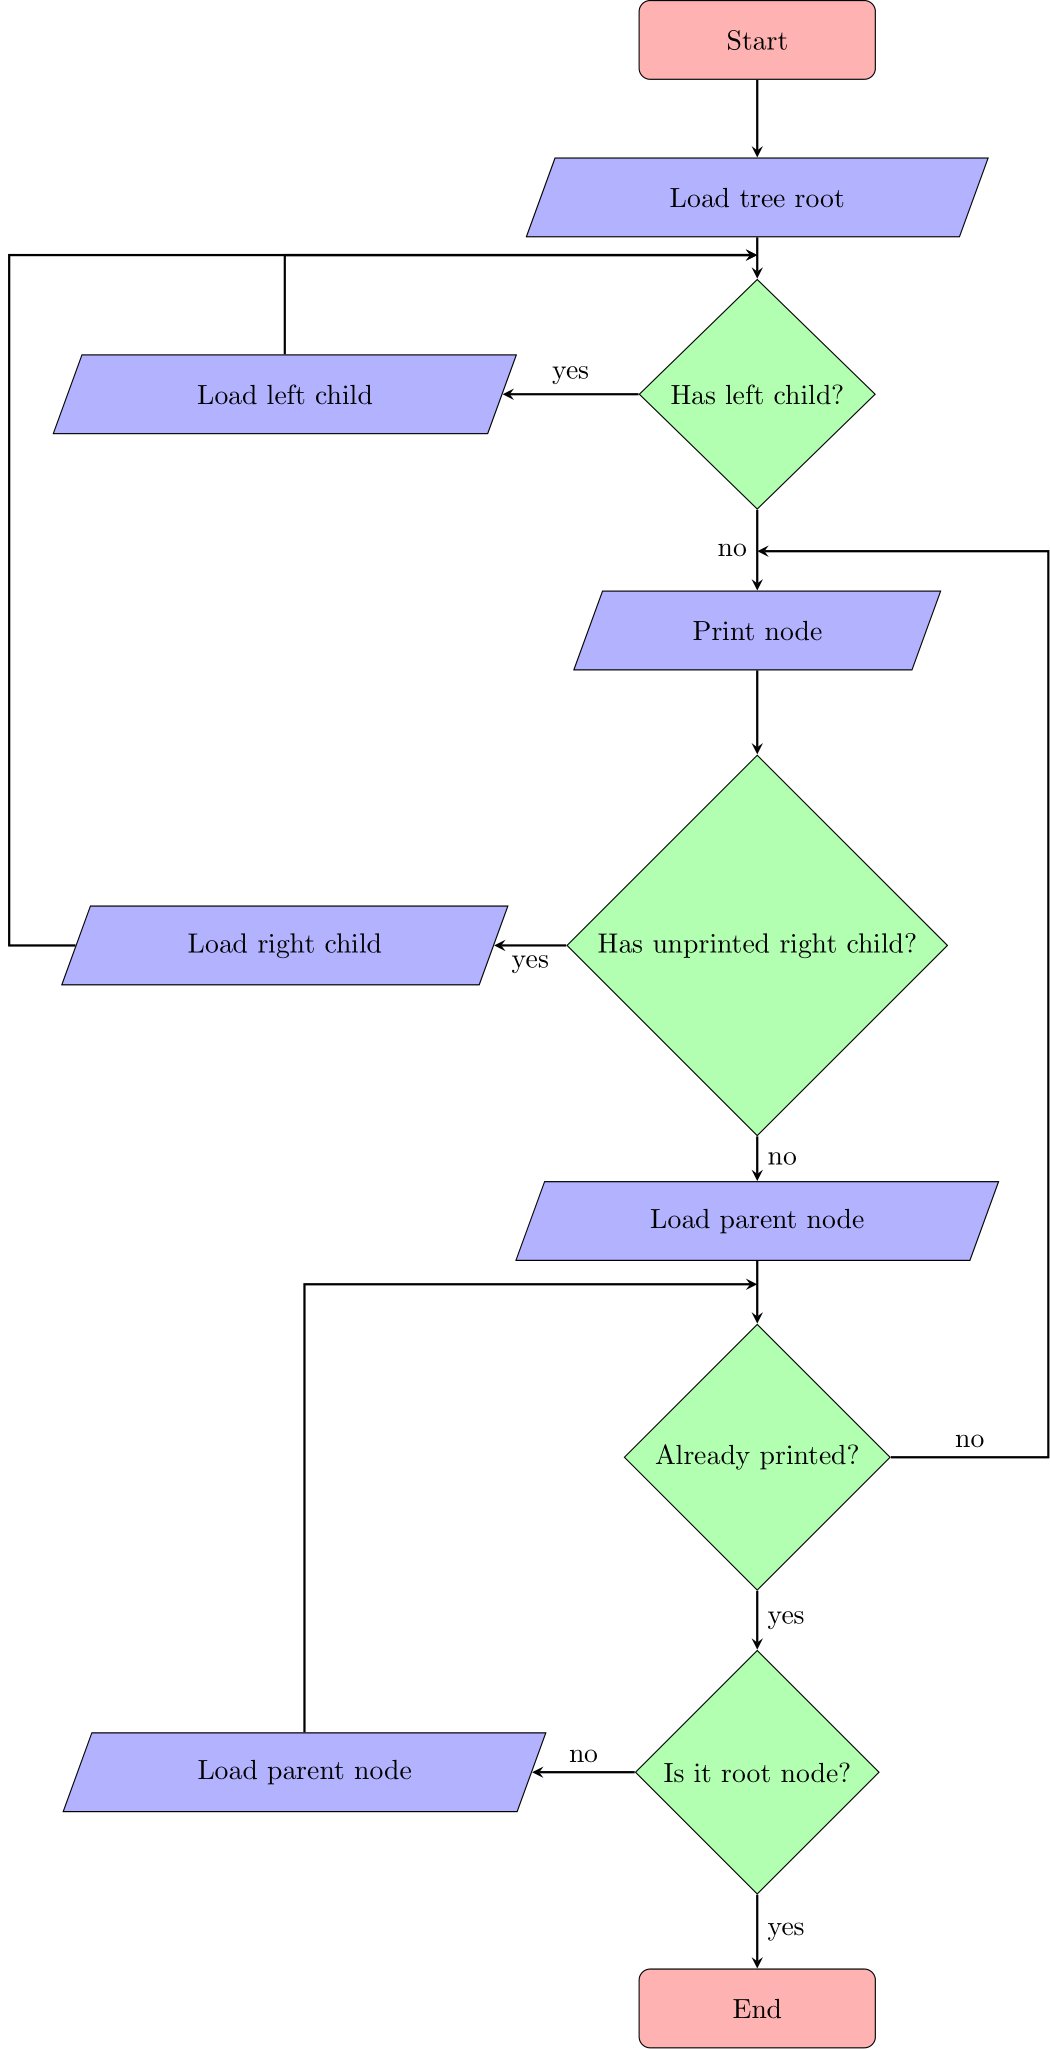 Start
Load tree root
yes
Load left child
Has left child?
no
Print node
Load right child
yes
Has unprinted right child?
no
Load parent node
Already printed?
no
yes
Load parent node
no
Is it root node?
yes
End